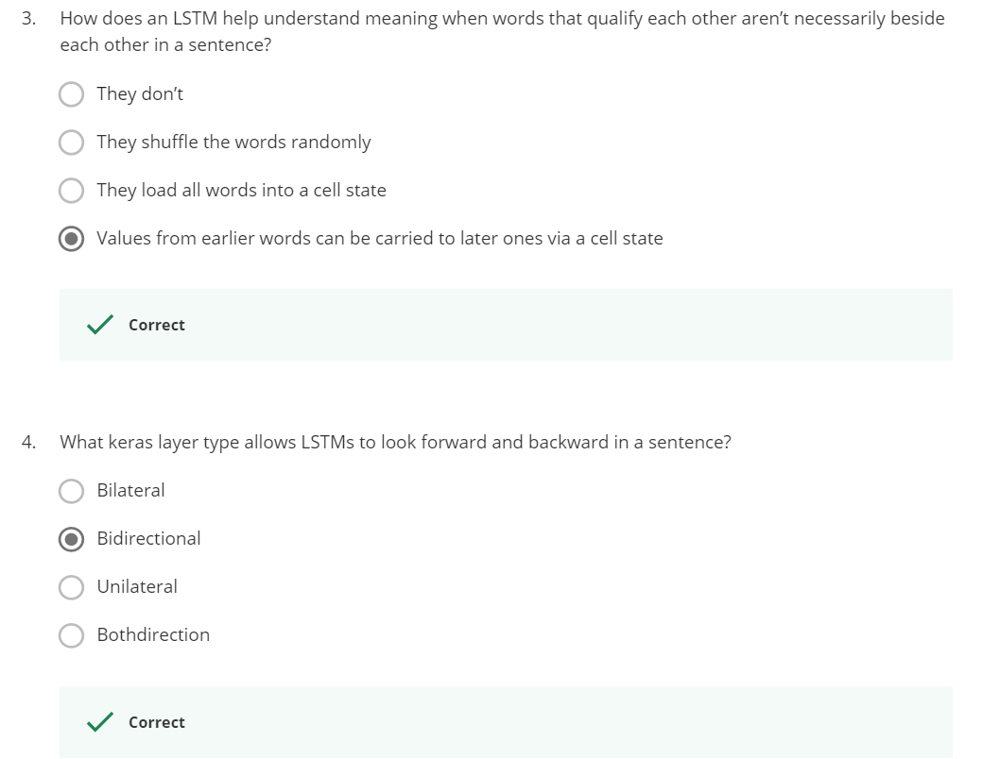 3. How does an LSTM help understand meaning when words that qualify each other aren’t necessarily beside
each other in a sentence?
They don’t
They shuffle the words randomly
They load all words into a cell state
Values from earlier words can be carried to later ones via a cell state
Correct
4. What keras layer type allows LSTMs to look forward and backward in a sentence?
Bilateral
Bidirectional
Unilateral
Bothdirection
Correct